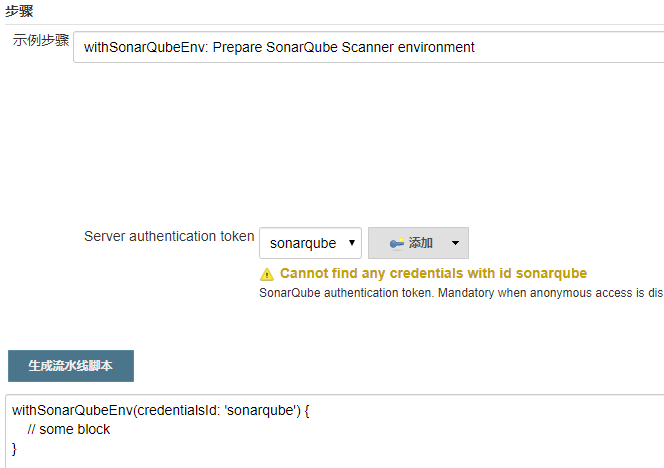 步骤
示例步骤 withSonarQubeEnv: Prepare SonarQube Scanner environment
Server authentication token sonarqube 添加
Cannot find any credentials with id sonarqube
SonarQube authentication token. Mandatory when anonymous access is dis
生成流水线脚本
withSonarQubeEnv(credentialsId: 'sonarqube') {
// some block
}